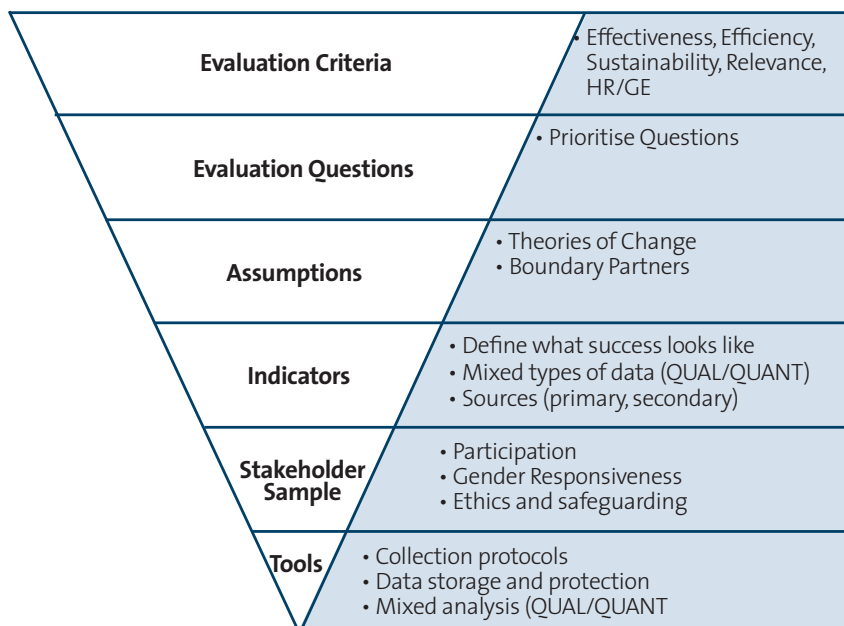 Evaluation Criteria
• Effectiveness, Efficiency,
Sustainability, Relevance,
HR/GE
Evaluation Questions
• Prioritise Questions
Assumptions
• Theories of Change
• Boundary Partners
Indicators
• Define what success looks like
• Mixed types of data (QUAL/QUANT)
• Sources (primary, secondary)
Stakeholder
Sample
• Participation
• Gender Responsiveness
• Ethics and safeguarding
Tools
• Collection protocols
• Data storage and protection
• Mixed analysis (QUAL/QUANT